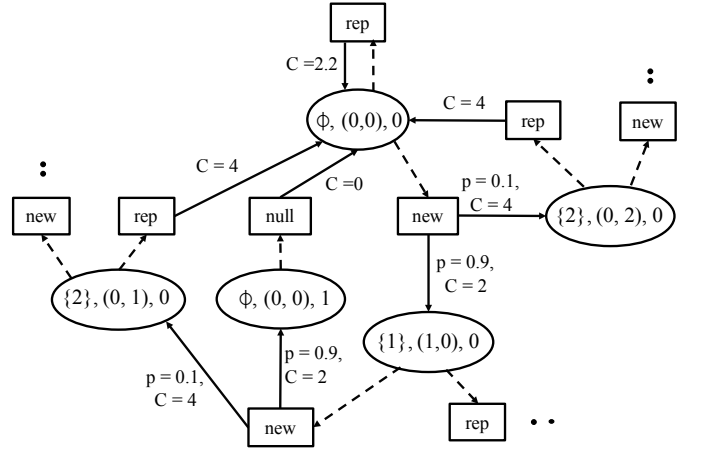 rep
C =2.2
ϕ, (0,0), 0
C = 4
rep
new
C = 4
C =0
p = 0.1,
C = 4
new
rep
null
new
{2}, (0, 2), 0
p = 0.9,
C = 2
{2}, (0, 1), 0
ϕ, (0, 0), 1
{1}, (1,0), 0
p = 0.9,
C = 2
p = 0.1,
C = 4
new
rep